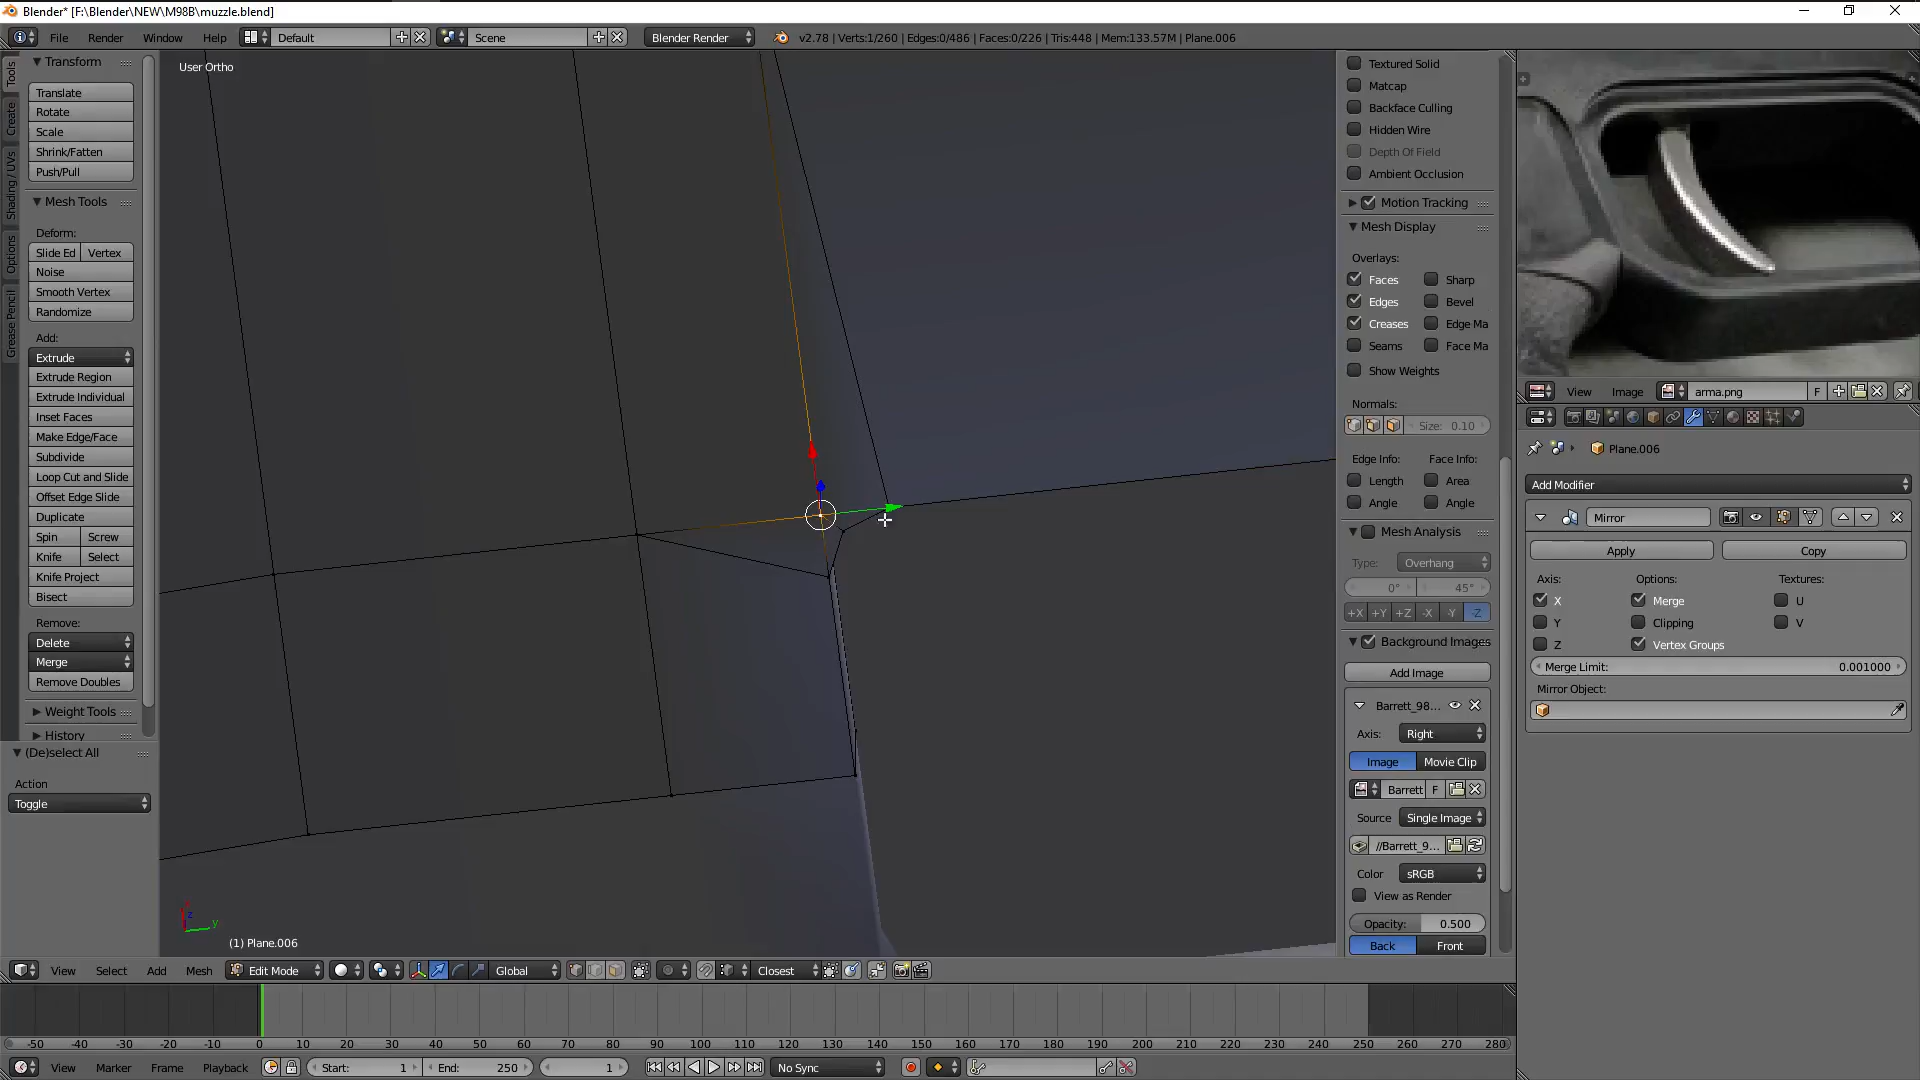 Blender* [F:\Blender\NEW\M98B\muzzle.blend]
File Render Window Help Default Scene Blender Render v2.78 | Verts:1/260 | Edges:0/486 | Faces:0/226 | Tris:448 | Mem:133.57M | Plane.006
Tools
Create
Shading / UVs
Options
Grease Pencil
Transform
Translate
Rotate
Scale
Shrink/Fatten
Push/Pull
Mesh Tools
Deform:
Slide Ed Vertex
Noise
Smooth Vertex
Randomize
Add:
Extrude
Extrude Region
Extrude Individual
Inset Faces
Make Edge/Face
Subdivide
Loop Cut and Slide
Offset Edge Slide
Duplicate
Spin Screw
Knife Select
Knife Project
Bisect
Remove:
Delete
Merge
Remove Doubles
Weight Tools
History
(De)select All
Action
Toggle
User Ortho
z y
(1) Plane.006
Textured Solid
Matcap
Backface Culling
Hidden Wire
Depth Of Field
Ambient Occlusion
Motion Tracking
Mesh Display
Overlays:
Faces Sharp
Edges Bevel
Creases Edge Ma
Seams Face Ma
Show Weights
Normals:
Size: 0.10
Edge Info: Face Info:
Length Area
Angle Angle
Mesh Analysis
Type: Overhang
0° 45°
+X +Y +Z -X -Y -Z
Background Images
Add Image
Barrett_98...
Axis: Right
Image Movie Clip
Barrett F
Source Single Image
//Barrett_9...
Color sRGB
View as Render
Opacity: 0.500
Back Front
View Image arma.png F
Plane.006
Add Modifier
Mirror
Apply Copy
Axis: Options: Textures:
X Merge U
Y Clipping V
Z Vertex Groups
Merge Limit: 0.001000
Mirror Object:
View Select Add Mesh Edit Mode Global Closest
-50 -40 -30 -20 -10 0 10 20 30 40 50 60 70 80 90 100 110 120 130 140 150 160 170 180 190 200 210 220 230 240 250 260 270 280
View Marker Frame Playback Start: 1 End: 250 1 No Sync